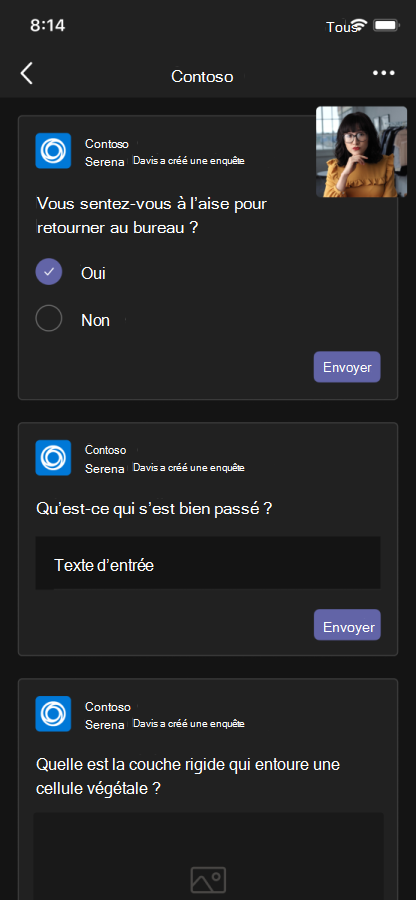 8:14
Tous
Contoso
Contoso
Serena Davis a créé une enquête
Vous sentez-vous à l’aise pour
retourner au bureau ?
Oui
Non
Envoyer
Contoso
Serena Davis a créé une enquête
Qu’est-ce qui s’est bien passé ?
Texte d’entrée
Envoyer
Contoso
Serena Davis a créé une enquête
Quelle est la couche rigide qui entoure une
cellule végétale ?